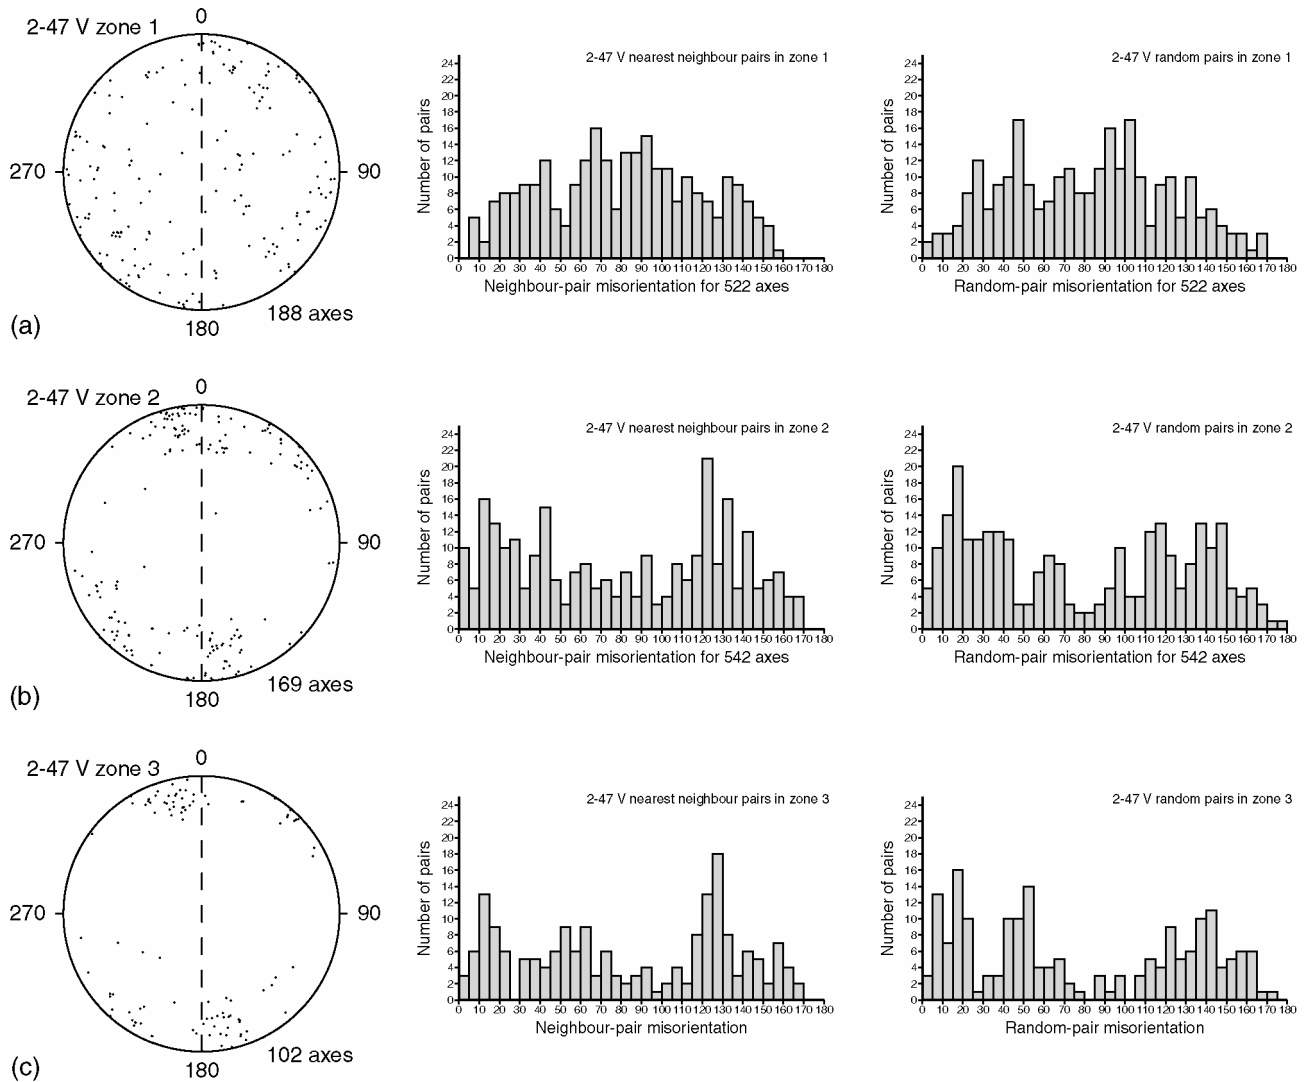 2-47 V zone 1
0
270
90
180
188 axes
(a)
2-47 V nearest neighbour pairs in zone 1
Number of pairs
24
22
20
18
16
14
12
10
8
6
4
2
0
0 10 20 30 40 50 60 70 80 90 100 110 120 130 140 150 160 170 180
Neighbour-pair misorientation for 522 axes
2-47 V random pairs in zone 1
Number of pairs
24
22
20
18
16
14
12
10
8
6
4
2
0
0 10 20 30 40 50 60 70 80 90 100 110 120 130 140 150 160 170 180
Random-pair misorientation for 522 axes
2-47 V zone 2
0
270
90
180
169 axes
(b)
2-47 V nearest neighbour pairs in zone 2
Number of pairs
24
22
20
18
16
14
12
10
8
6
4
2
0
0 10 20 30 40 50 60 70 80 90 100 110 120 130 140 150 160 170 180
Neighbour-pair misorientation for 542 axes
2-47 V random pairs in zone 2
Number of pairs
24
22
20
18
16
14
12
10
8
6
4
2
0
0 10 20 30 40 50 60 70 80 90 100 110 120 130 140 150 160 170 180
Random-pair misorientation for 542 axes
2-47 V zone 3
0
270
90
180
102 axes
(c)
2-47 V nearest neighbour pairs in zone 3
Number of pairs
24
22
20
18
16
14
12
10
8
6
4
2
0
0 10 20 30 40 50 60 70 80 90 100 110 120 130 140 150 160 170 180
Neighbour-pair misorientation
2-47 V random pairs in zone 3
Number of pairs
24
22
20
18
16
14
12
10
8
6
4
2
0
0 10 20 30 40 50 60 70 80 90 100 110 120 130 140 150 160 170 180
Random-pair misorientation